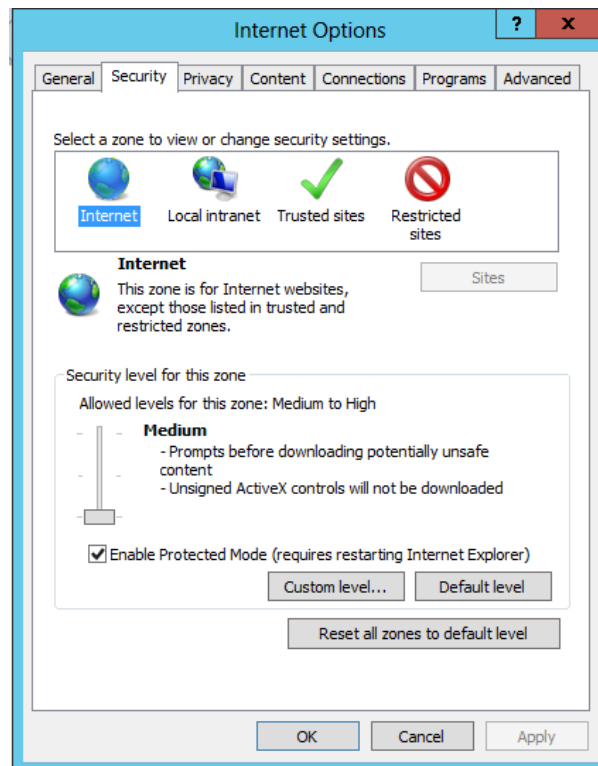 Internet Options
?
x
General Security Privacy Content Connections Programs Advanced
Select a zone to view or change security settings.
Internet Local intranet Trusted sites Restricted
sites
Internet
Sites
This zone is for Internet websites,
except those listed in trusted and
restricted zones.
Security level for this zone
Allowed levels for this zone: Medium to High
Medium
- Prompts before downloading potentially unsafe
content
- Unsigned ActiveX controls will not be downloaded
Enable Protected Mode (requires restarting Internet Explorer)
Custom level... Default level
Reset all zones to default level
OK Cancel Apply